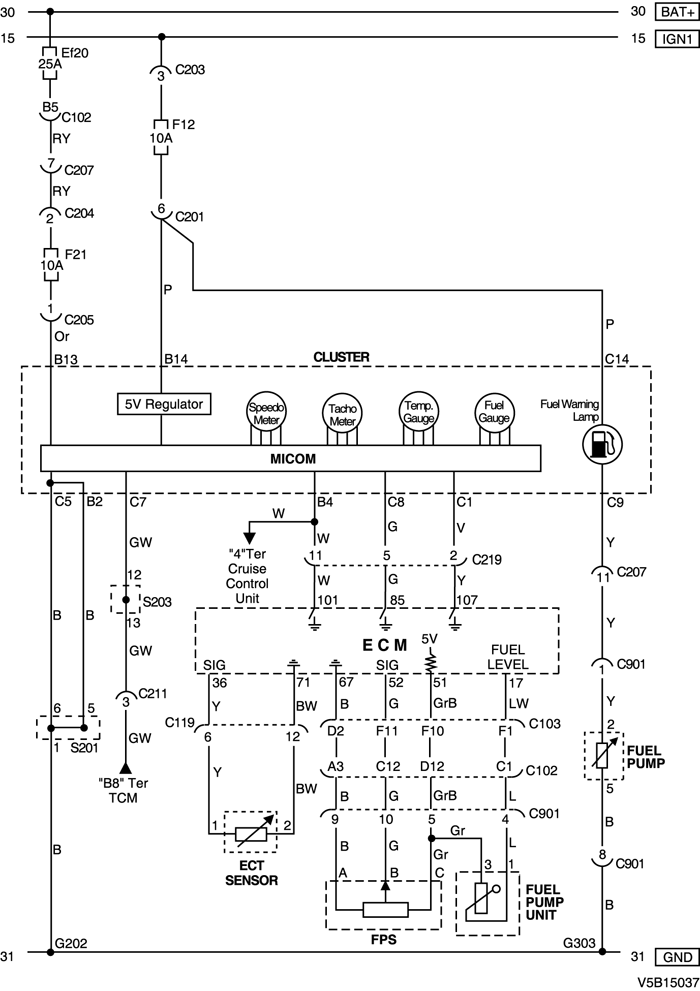 30 30 BAT+
15 15 IGN1
Ef20
25A
C203
3
B5
C102
F12
10A
RY
7
C207
RY
2
C204
6
C201
F21
10A
P
1
C205
P
Or
B13 B14 CLUSTER C14
5V Regulator
Speedo
Meter
Tacho
Meter
Temp.
Gauge
Fuel
Gauge
Fuel Warning
Lamp
MICOM
C5 B2 C7 B4 C8 C1 C9
W
W G V
GW Y
"4"Ter
Cruise
Control
Unit
11 5 2 C219
12
S203
13
W G Y
11 C207
101 85 107
B B
GW
E C M
5V
Y
SIG SIG FUEL
LEVEL
36 71 67 52 51 17
3 C211
1 C901
Y BW B G GrB LW
6 5
1 S201
GW
C119 6 12
D2 F11 F10 F1 C103
Y
2
FUEL
PUMP
5
"B8" Ter
TCM
A3 C12 D12 C1 C102
Y BW B G GrB L
9 10 5 4 C901
B
1 2
Gr
B G Gr L
8 C901
B
ECT
SENSOR
A B C
3 1
FUEL
PUMP
UNIT
B
FPS
G202 G303
31 31 GND
V5B15037